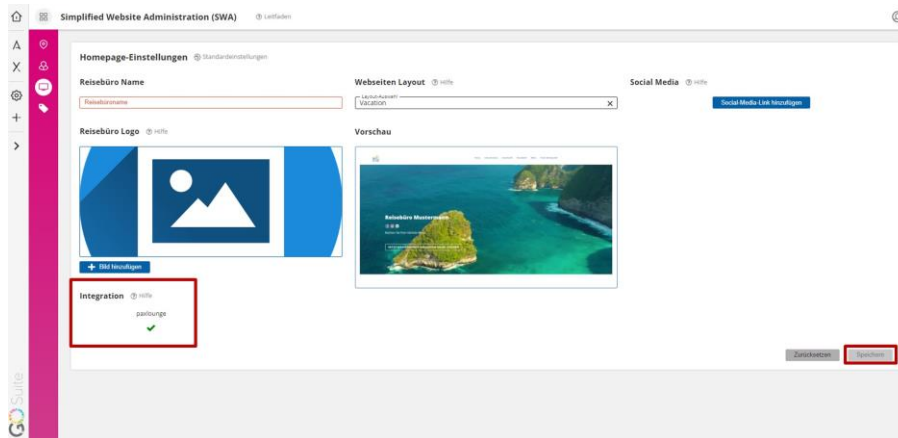 Simplified Website Administration (SWA) Leitfaden
Homepage-Einstellungen Standardeinstellungen
Reisebüro Name
Webseiten Layout Hilfe
Social Media Hilfe
Reisebüroname
Layout-Auswahl
Vacation
Social-Media-Link hinzufügen
Reisebüro Logo Hilfe
Vorschau
Reisebüro Mustermann
Bild hinzufügen
Integration Hilfe
paxlounge
Zurücksetzen
Speichern
GO Suite